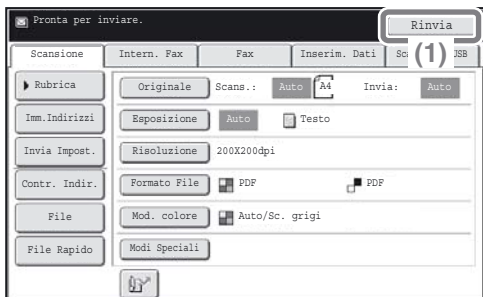 Pronta per inviare.
Rinvia
Scansione Intern. Fax Fax Inserim. Dati Sc USB
(1)
Rubrica
Originale Scans.: Auto A4 Invia: Auto
Imm.Indirizzi
Esposizione Auto Testo
Invia Impost.
Risoluzione 200X200dpi
Contr. Indir.
Formato File PDF PDF
File
Mod. colore Auto/Sc. grigi
File Rapido
Modi Speciali